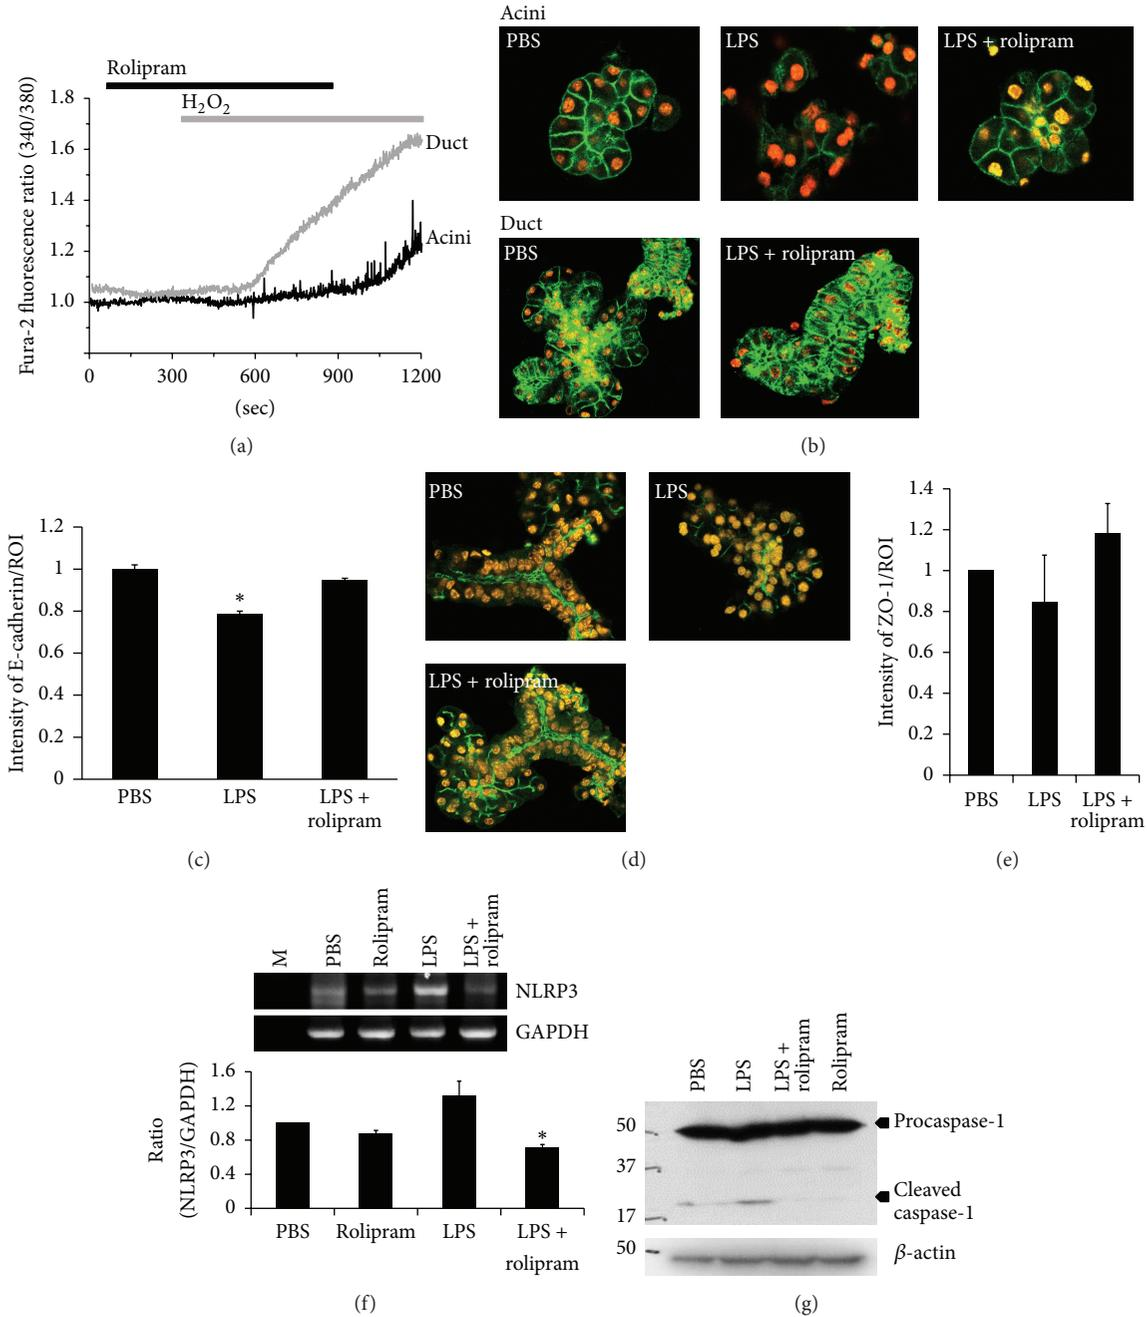 Rolipram
H2O2
1.8
1.6
1.4
1.2
1.0
Fura-2 fluorescence ratio (340/380)
Duct
Acini
0 300 600 900 1200
(sec)
(a)
Acini
PBS
LPS
LPS + rolipram
Duct
PBS
LPS + rolipram
(b)
1.2
1
0.8
0.6
0.4
0.2
0
Intensity of E-cadherin/ROI
*
PBS
LPS
LPS +
rolipram
(c)
PBS
LPS
LPS + rolipram
(d)
1.4
1.2
1
0.8
0.6
0.4
0.2
0
Intensity of ZO-1/ROI
PBS
LPS
LPS +
rolipram
(e)
M
PBS
Rolipram
LPS
LPS +
rolipram
NLRP3
GAPDH
1.6
1.2
0.8
0.4
0
Ratio
(NLRP3/GAPDH)
*
PBS
Rolipram
LPS
LPS +
rolipram
(f)
PBS
LPS
LPS +
rolipram
Rolipram
50
37
17
50
Procaspase-1
Cleaved
caspase-1
β-actin
(g)